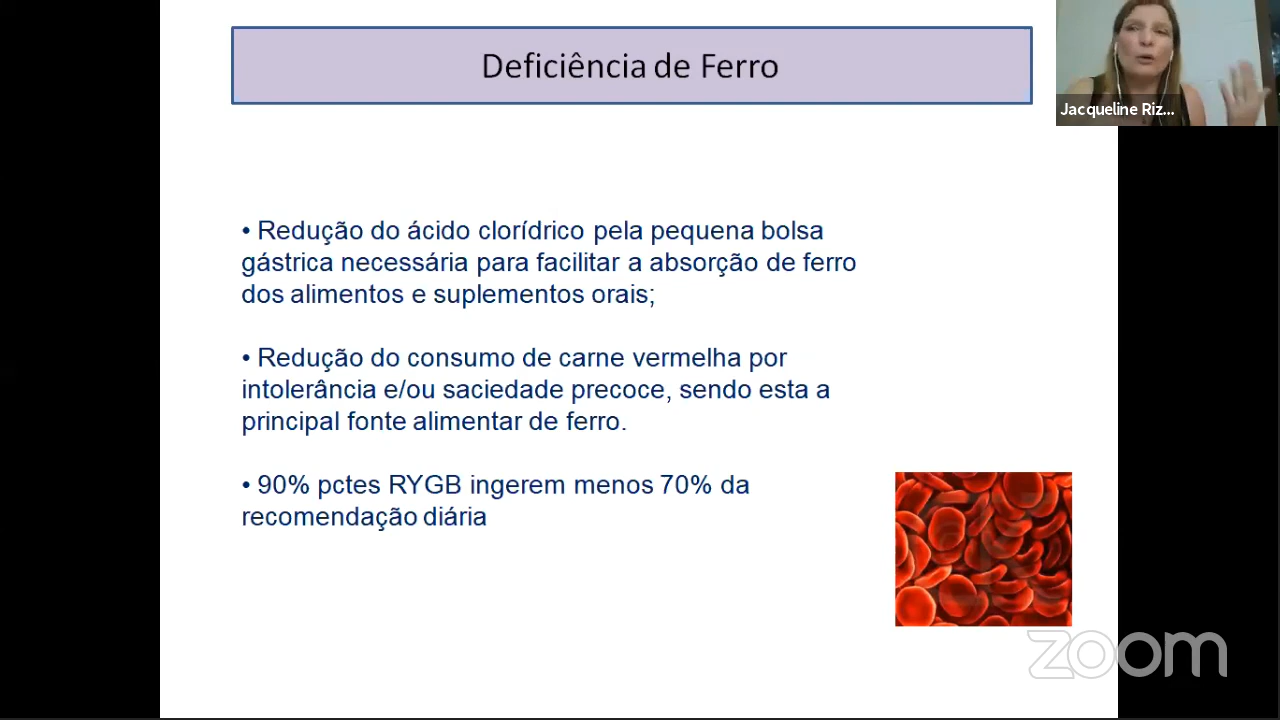 Deficiência de Ferro
Jacqueline Riz...
• Redução do ácido clorídrico pela pequena bolsa
gástrica necessária para facilitar a absorção de ferro
dos alimentos e suplementos orais;
• Redução do consumo de carne vermelha por
intolerância e/ou saciedade precoce, sendo esta a
principal fonte alimentar de ferro.
• 90% pctes RYGB ingerem menos 70% da
recomendação diária
zoom